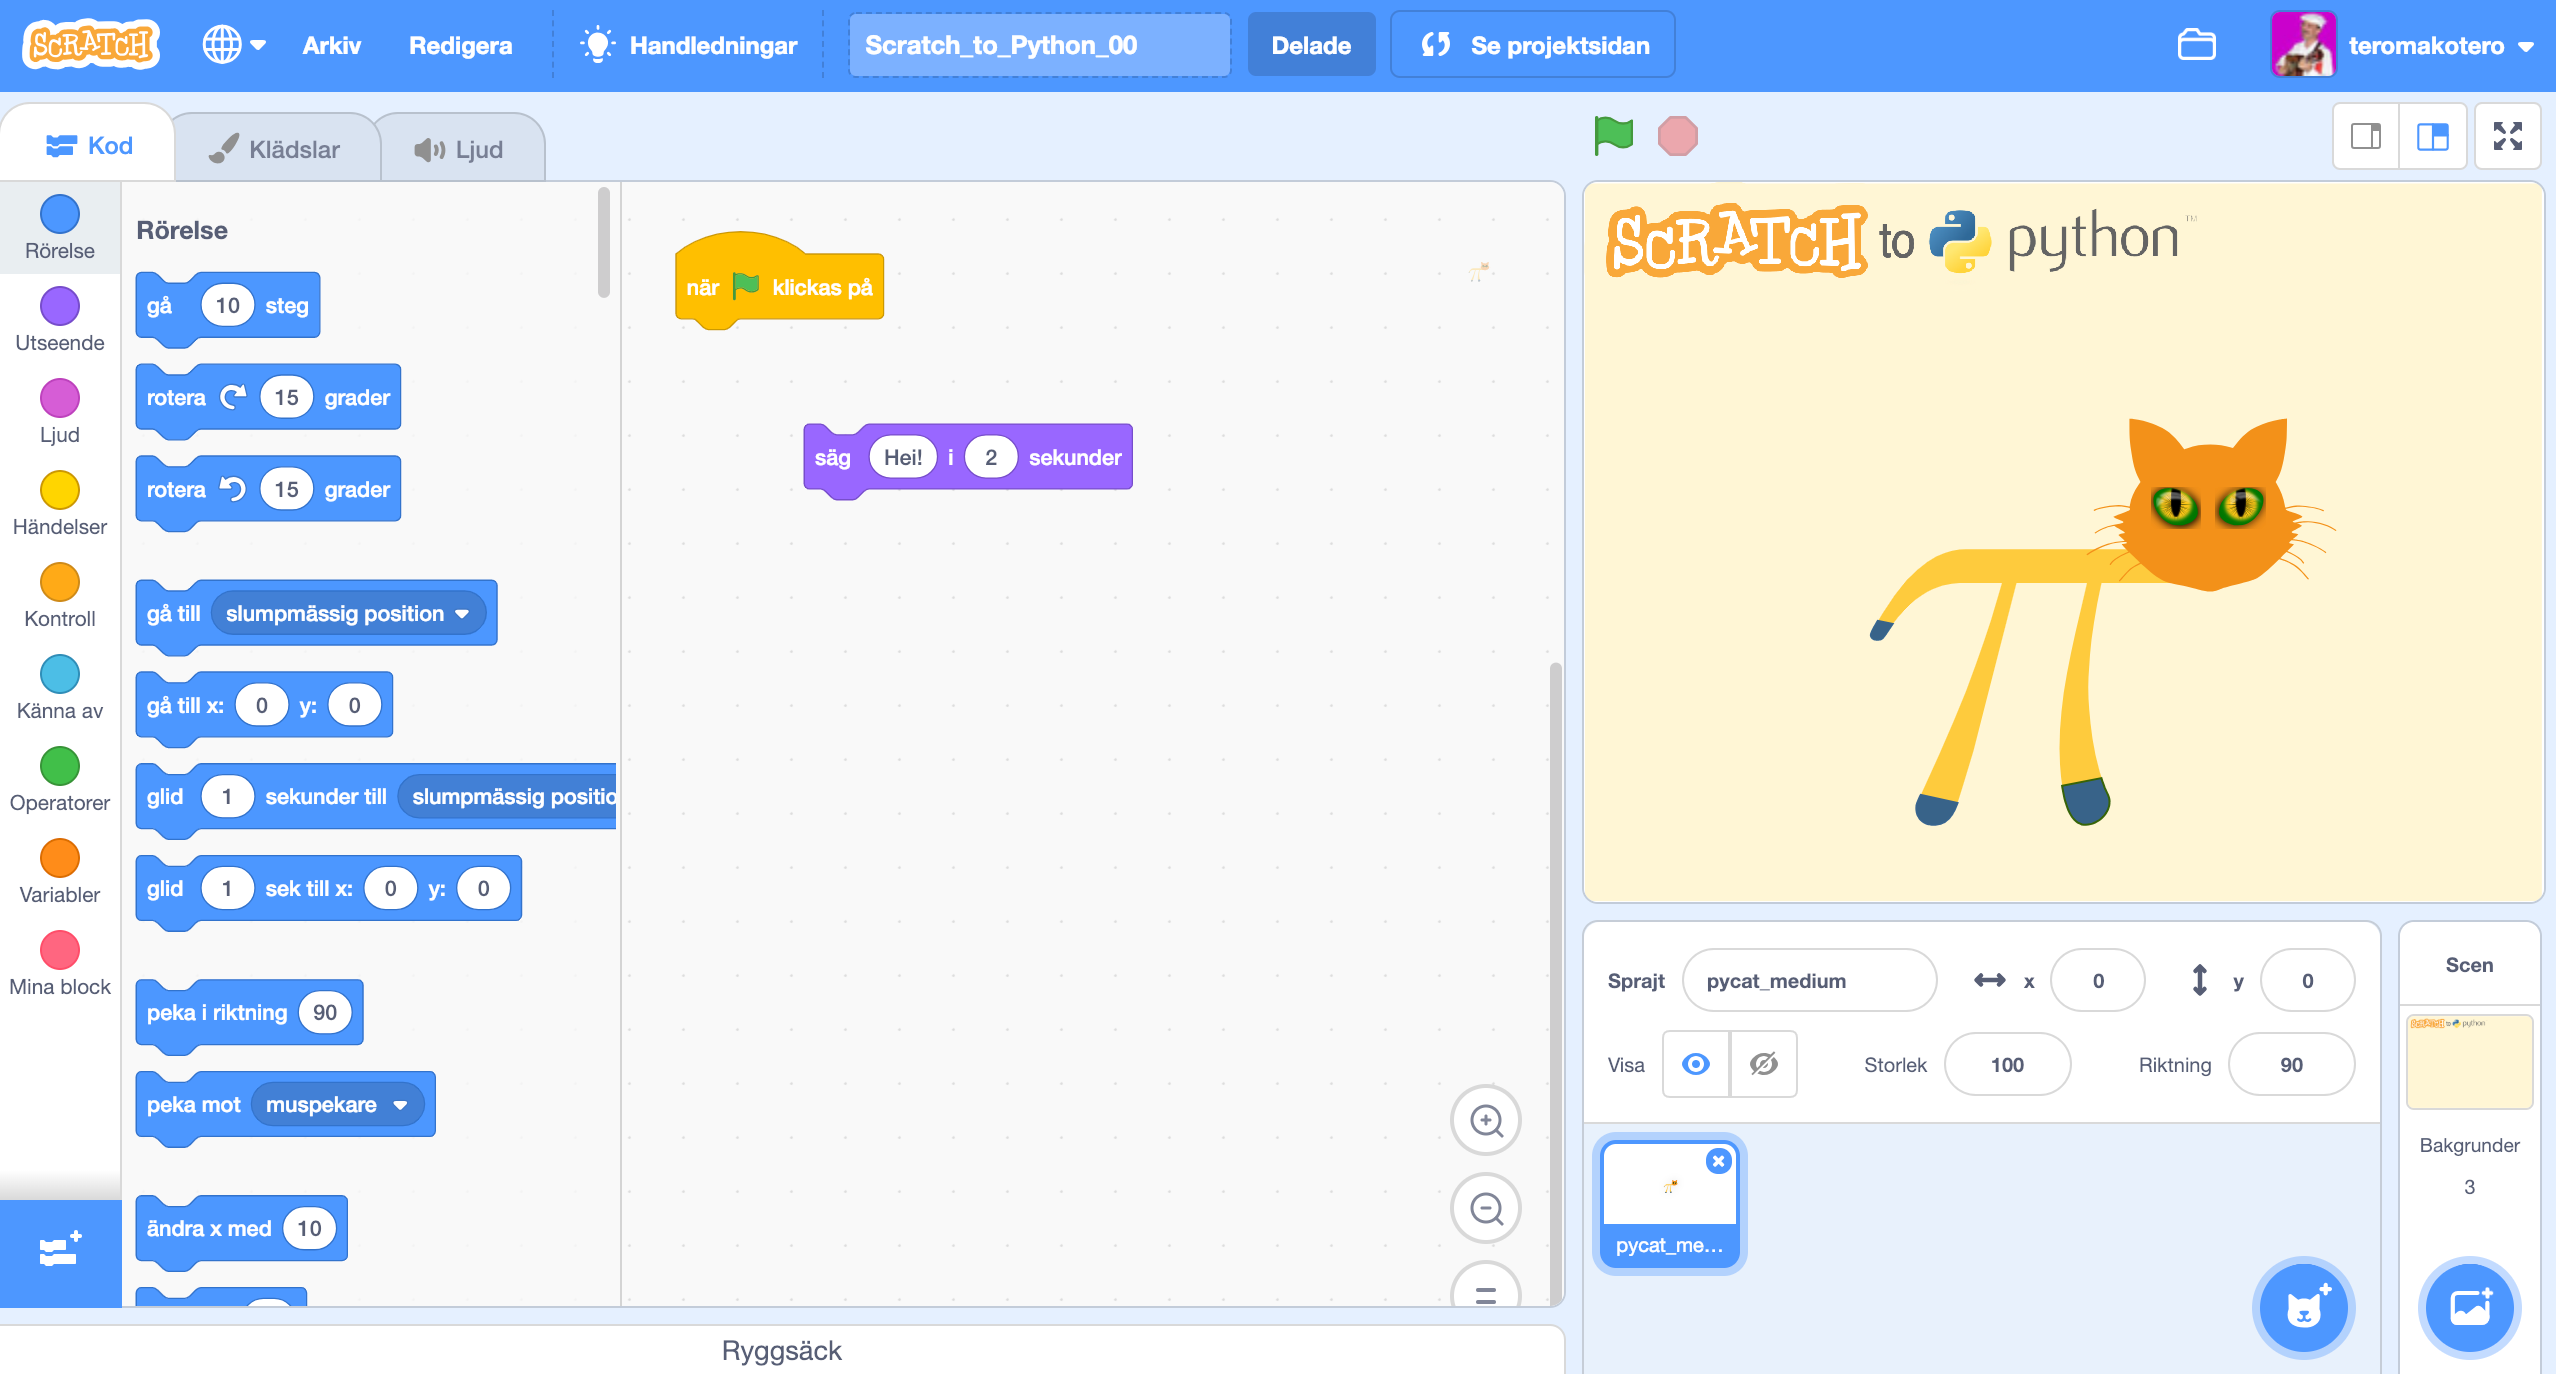 SCRATCH
Arkiv
Redigera
Handledningar
Scratch_to_Python_00
Delade
Se projektsidan
teromakotero
Kod
Klädslar
Ljud
Rörelse
Utseende
Ljud
Händelser
Kontroll
Känna av
Operatorer
Variabler
Mina block
Rörelse
gå 10 steg
rotera 15 grader
rotera 15 grader
gå till slumpmässig position
gå till x: 0 y: 0
glid 1 sekunder till slumpmässig positio
glid 1 sek till x: 0 y: 0
peka i riktning 90
peka mot muspekare
ändra x med 10
när klickas på
säg Hei! i 2 sekunder
Ryggsäck
SCRATCH to python TM
Sprajt pycat_medium x 0 y 0
Visa Storlek 100 Riktning 90
pycat_me...
Scen
SCRATCH to python
Bakgrunder
3